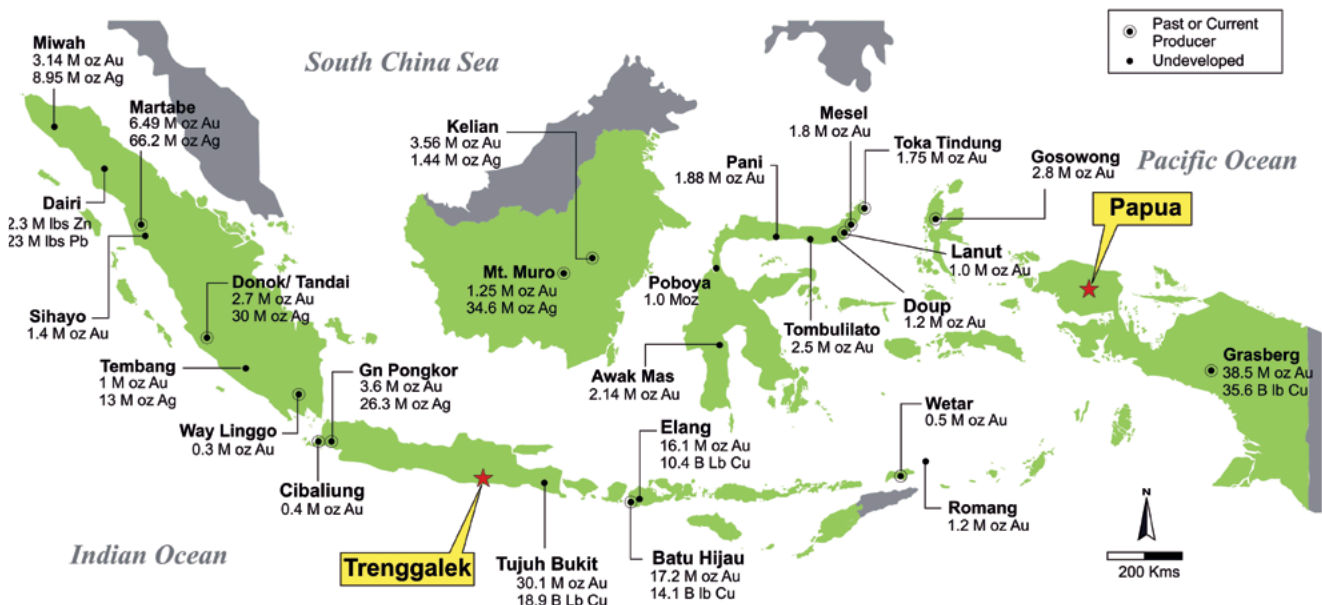 Miwah
3.14 M oz Au
8.95 M oz Ag
South China Sea
Past or Current
Producer
Undeveloped
Martabe
6.49 M oz Au
66.2 M oz Ag
Kelian
3.56 M oz Au
1.44 M oz Ag
Mesel
1.8 M oz Au
Toka Tindung
1.75 M oz Au
Pani
1.88 M oz Au
Gosowong
2.8 M oz Au
Pacific Ocean
Papua
Dairi
2.3 M lbs Zn
23 M lbs Pb
Sihayo
1.4 M oz Au
Donok/ Tandai
2.7 M oz Au
30 M oz Ag
Mt. Muro
1.25 M oz Au
34.6 M oz Ag
Poboya
1.0 Moz
Lanut
1.0 M oz Au
Doup
1.2 M oz Au
Tombulilato
2.5 M oz Au
Tembang
1 M oz Au
13 M oz Ag
Gn Pongkor
3.6 M oz Au
26.3 M oz Ag
Awak Mas
2.14 M oz Au
Grasberg
38.5 M oz Au
35.6 B lb Cu
Way Linggo
0.3 M oz Au
Elang
16.1 M oz Au
10.4 B Lb Cu
Wetar
0.5 M oz Au
Cibaliung
0.4 M oz Au
Romang
1.2 M oz Au
N
200 Kms
Indian Ocean
Trenggalek
Tujuh Bukit
30.1 M oz Au
18.9 B Lb Cu
Batu Hijau
17.2 M oz Au
14.1 B lb Cu